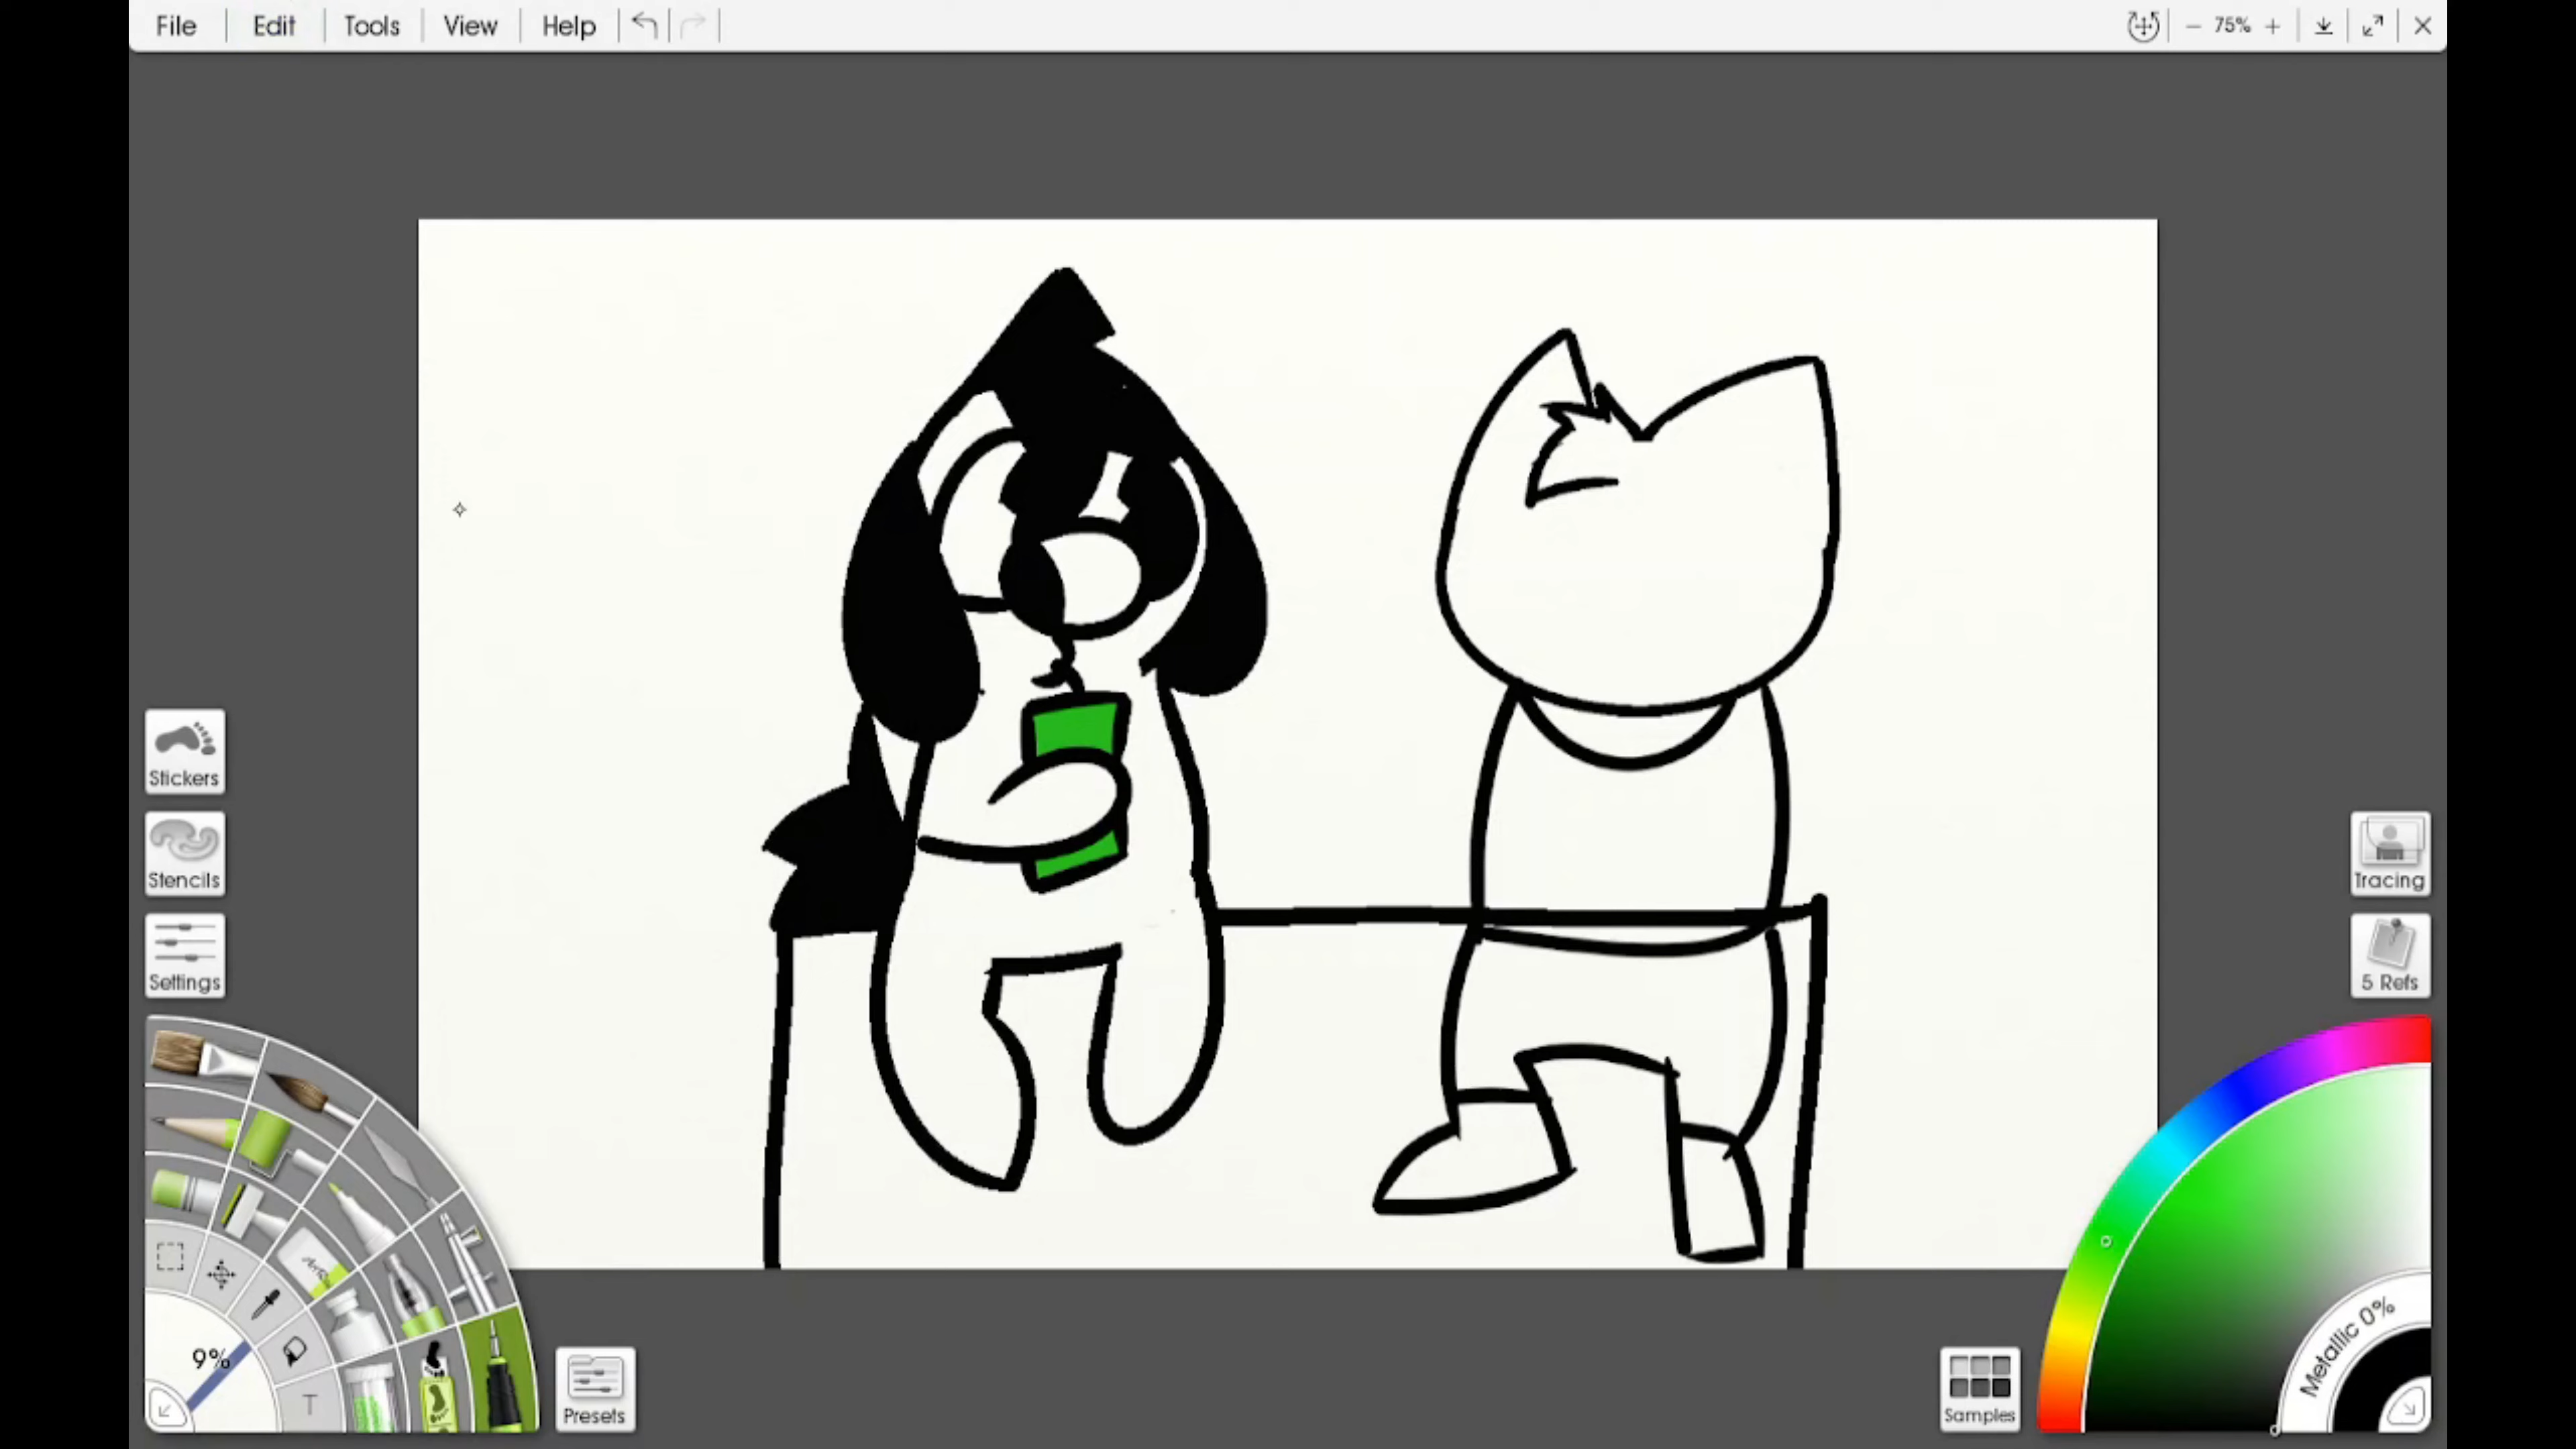 File Edit Tools View Help 75%
Stickers
Stencils
Settings
Tracing
5 Refs
9%
T
Presets
Samples
Metallic 0%